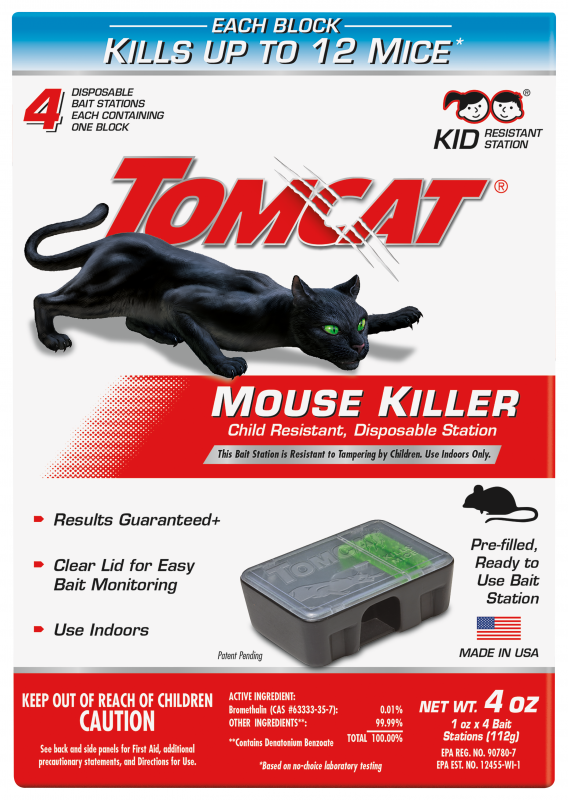 EACH BLOCK
KILLS UP TO 12 MICE*
4
DISPOSABLE
BAIT STATIONS
EACH CONTAINING
ONE BLOCK
®
KID RESISTANT
STATION
TOMCAT®
MOUSE KILLER
Child Resistant, Disposable Station
This Bait Station is Resistant to Tampering by Children. Use Indoors Only.
Results Guaranteed+
Clear Lid for Easy
Bait Monitoring
Use Indoors
TOMC
Patent Pending
Pre-filled,
Ready to
Use Bait
Station
MADE IN USA
KEEP OUT OF REACH OF CHILDREN
CAUTION
See back and side panels for First Aid, additional
precautionary statements, and Directions for Use.
ACTIVE INGREDIENT:
Bromethalin (CAS #63333-35-7): 0.01%
OTHER INGREDIENTS**: 99.99%
TOTAL 100.00%
**Contains Denatonium Benzoate
*Based on no-choice laboratory testing
NET WT. 4 OZ
1 oz x 4 Bait
Stations (112g)
EPA REG. NO. 90780-7
EPA EST. NO. 12455-WI-1